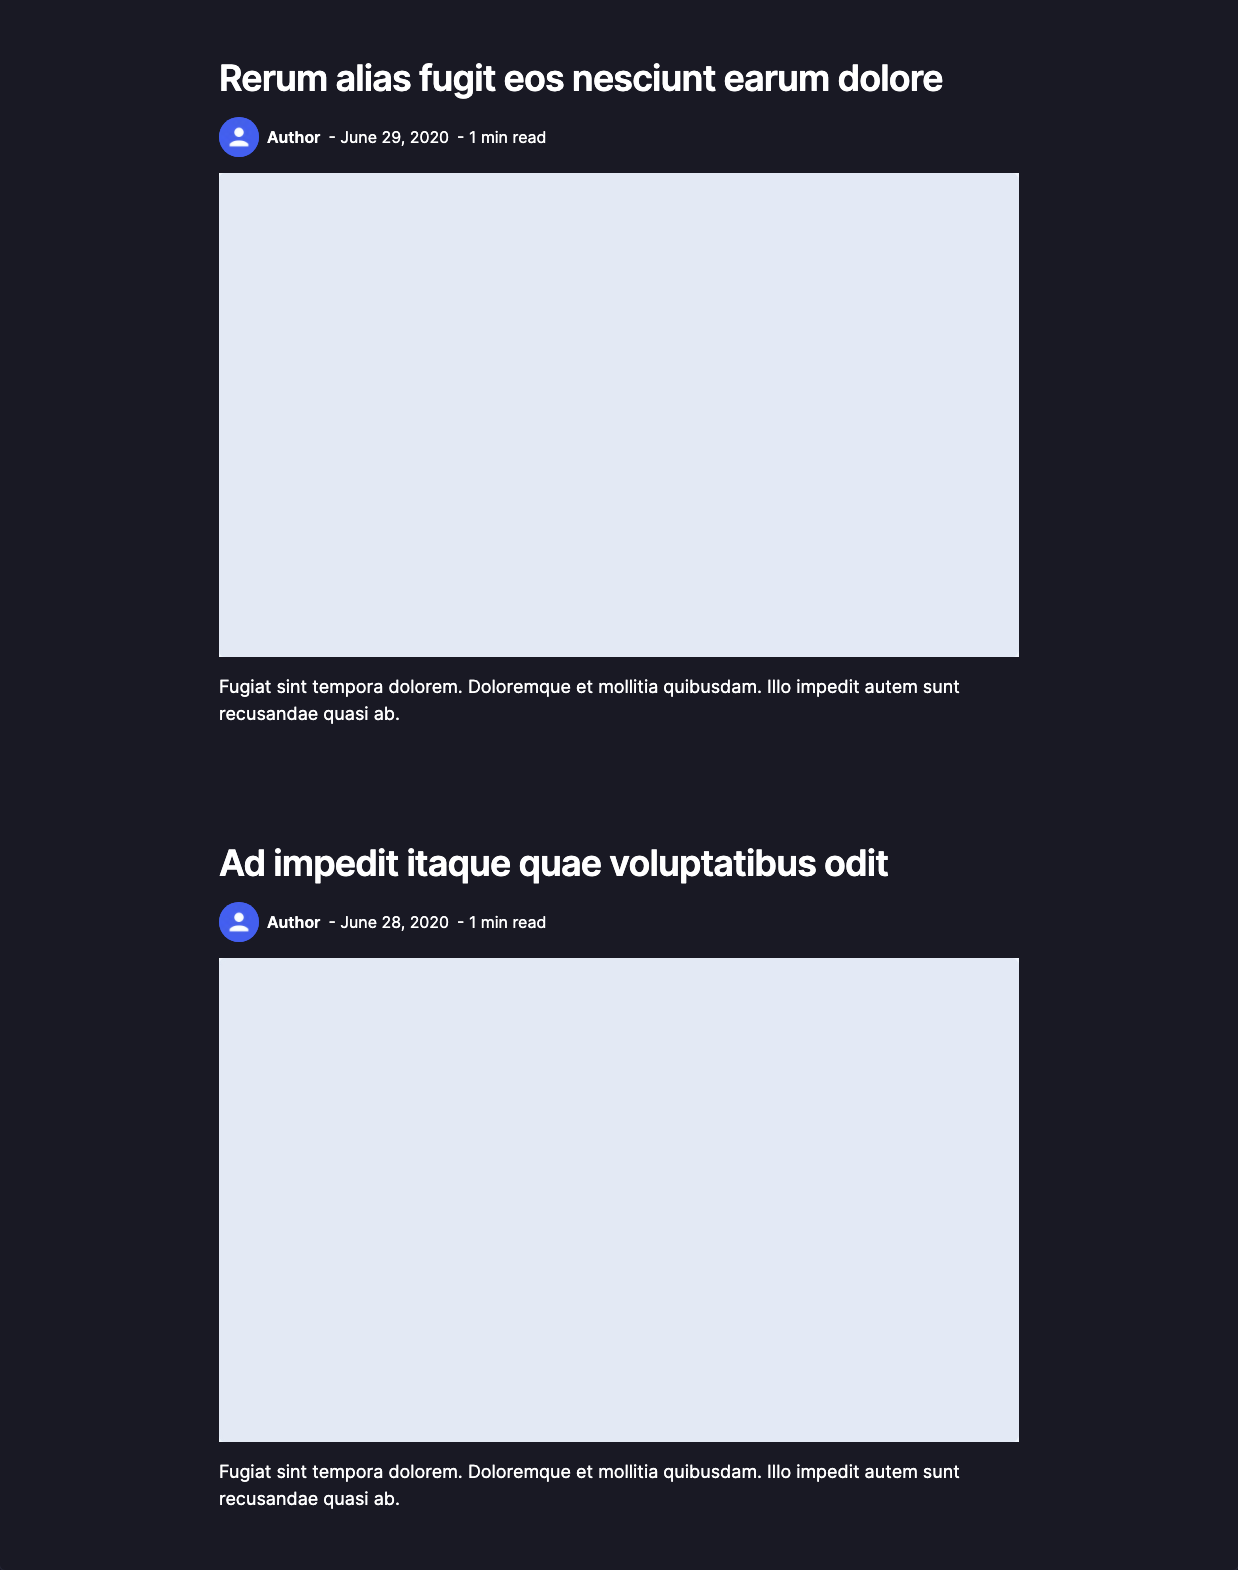 Rerum alias fugit eos nesciunt earum dolore
Author - June 29, 2020 - 1 min read
Fugiat sint tempora dolorem. Doloremque et mollitia quibusdam. Illo impedit autem sunt
recusandae quasi ab.
Ad impedit itaque quae voluptatibus odit
Author - June 28, 2020 - 1 min read
Fugiat sint tempora dolorem. Doloremque et mollitia quibusdam. Illo impedit autem sunt
recusandae quasi ab.